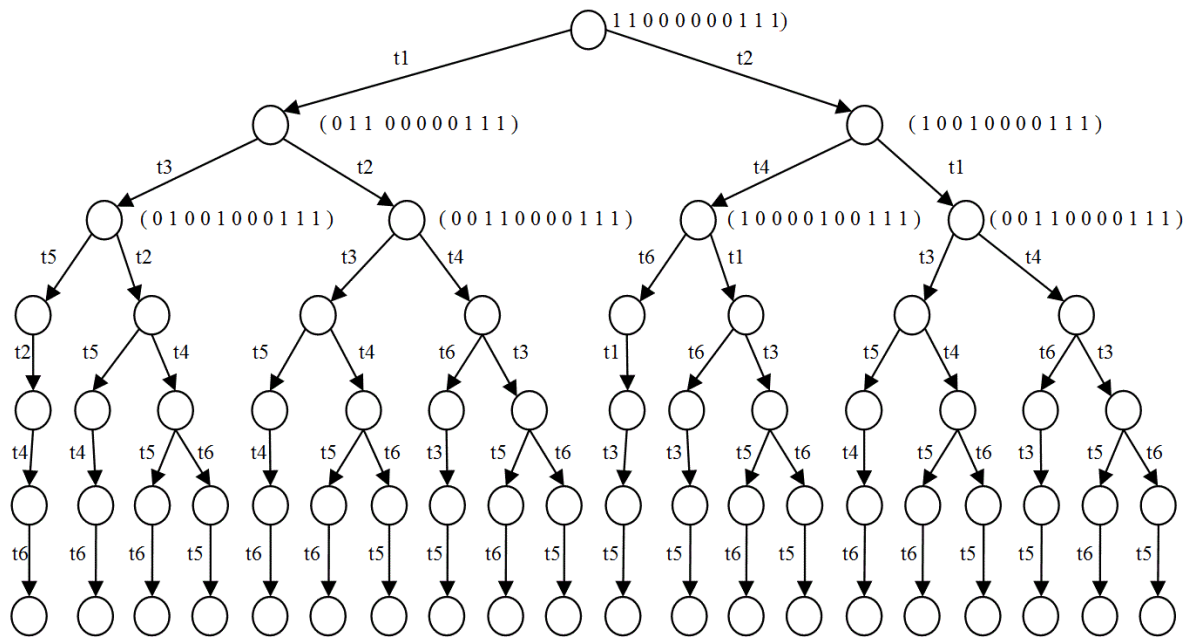 1 1 0 0 0 0 0 0 1 1 1)
t1 t2
( 0 1 1 0 0 0 0 0 1 1 1 ) ( 1 0 0 1 0 0 0 0 1 1 1 )
t3 t2 t4 t1
( 0 1 0 0 1 0 0 0 1 1 1 ) ( 0 0 1 1 0 0 0 0 1 1 1 ) ( 1 0 0 0 0 1 0 0 1 1 1 ) ( 0 0 1 1 0 0 0 0 1 1 1 )
t5 t2 t3 t4 t6 t1 t3 t4
t2 t5 t4 t5 t4 t6 t3 t1 t6 t3 t5 t4 t6 t3
t4 t4 t5 t6 t4 t5 t6 t3 t5 t6 t3 t3 t5 t6 t4 t5 t6 t3 t5 t6
t6 t6 t6 t5 t6 t6 t5 t5 t6 t5 t5 t5 t6 t5 t6 t6 t5 t5 t6 t5